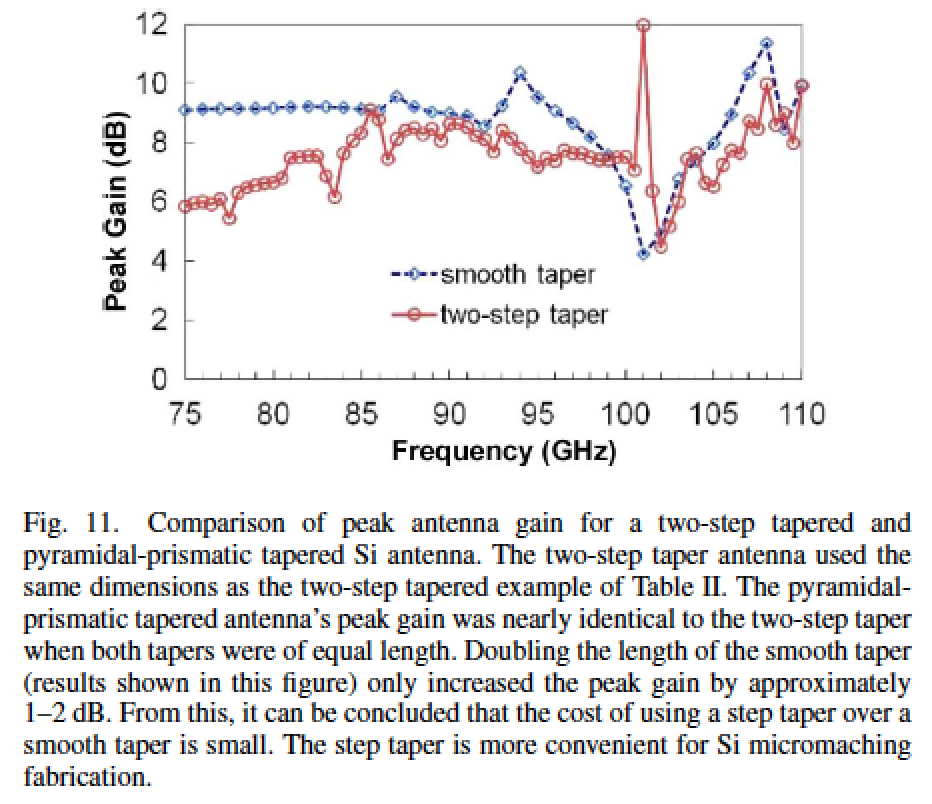 12
10
8
6
4
2
0
Peak Gain (dB)
smooth taper
two-step taper
75 80 85 90 95 100 105 110
Frequency (GHz)
Fig. 11. Comparison of peak antenna gain for a two-step tapered and
pyramidal-prismatic tapered Si antenna. The two-step taper antenna used the
same dimensions as the two-step tapered example of Table II. The pyramidal-
prismatic tapered antenna's peak gain was nearly identical to the two-step taper
when both tapers were of equal length. Doubling the length of the smooth taper
(results shown in this figure) only increased the peak gain by approximately
1–2 dB. From this, it can be concluded that the cost of using a step taper over a
smooth taper is small. The step taper is more convenient for Si micromaching
fabrication.